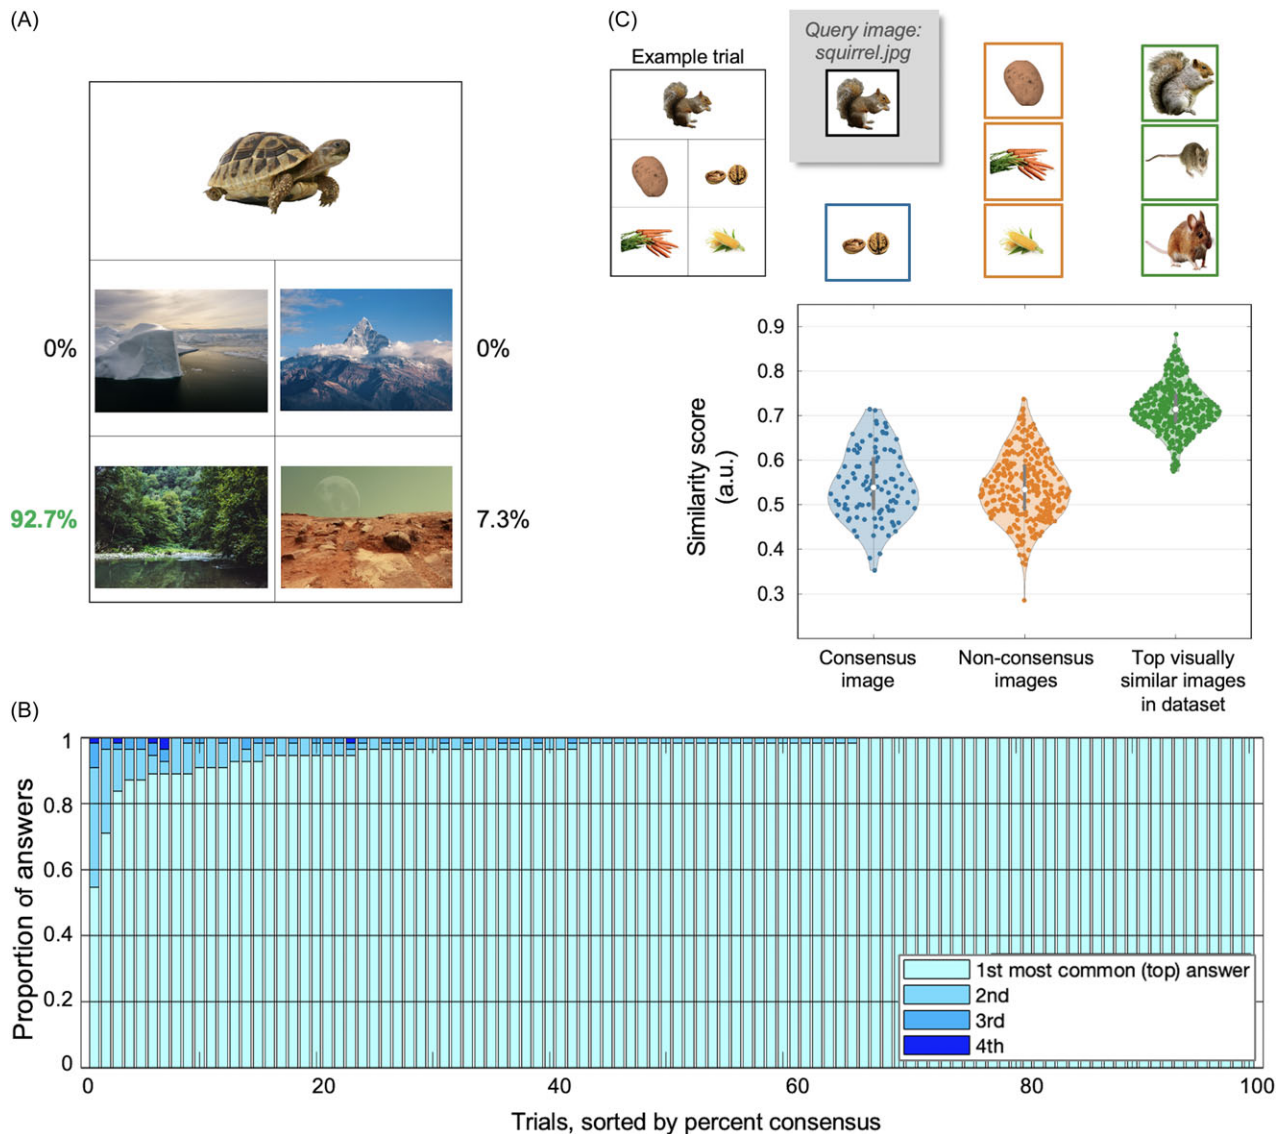 (A)
0%
0%
92.7%
7.3%
(C)
Example trial
Query image:
squirrel.jpg
0.9
0.8
0.7
0.6
0.5
0.4
0.3
Similarity score
(a.u.)
Consensus
image
Non-consensus
images
Top visually
similar images
in dataset
(B)
1
0.8
0.6
0.4
0.2
0
Proportion of answers
1st most common (top) answer
2nd
3rd
4th
0
20
40
60
80
100
Trials, sorted by percent consensus